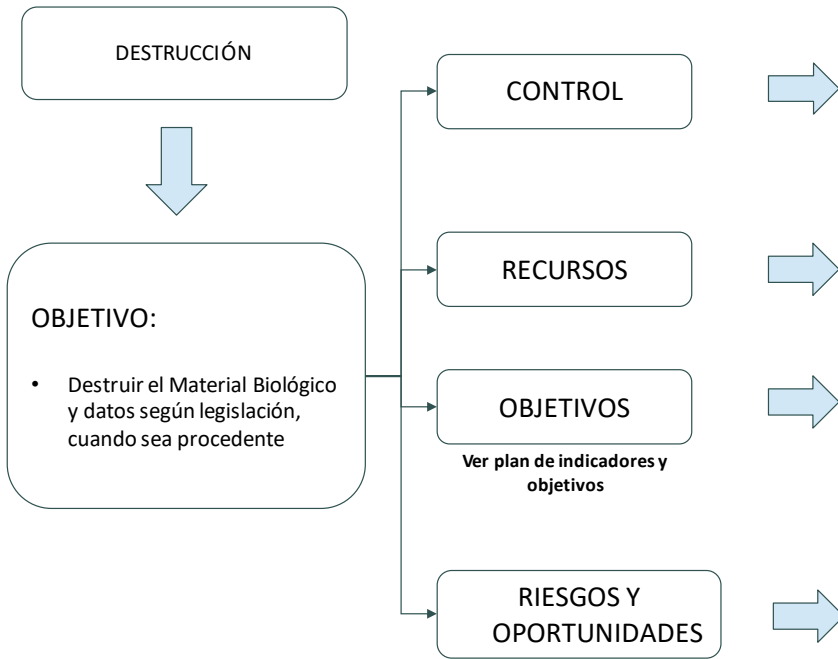 DESTRUCCIÓN
OBJETIVO:
• Destruir el Material Biológico
y datos según legislación,
cuando sea procedente
CONTROL
RECURSOS
OBJETIVOS
Ver plan de indicadores y
objetivos
RIESGOS Y
OPORTUNIDADES